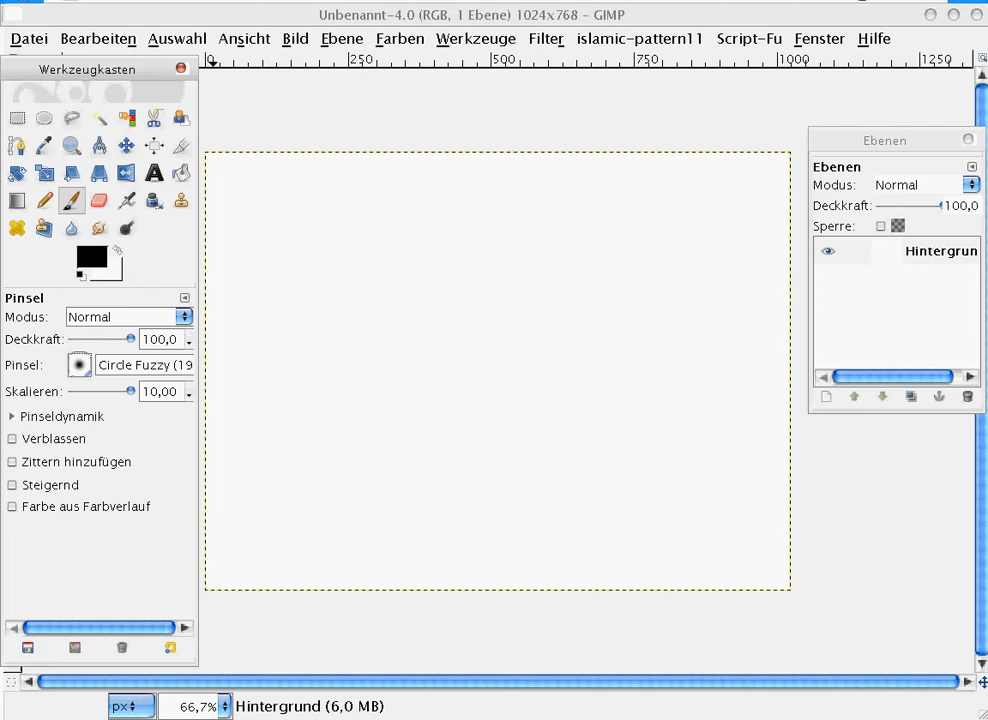 Unbenannt-4.0 (RGB, 1 Ebene) 1024x768 – GIMP
Datei Bearbeiten Auswahl Ansicht Bild Ebene Farben Werkzeuge Filter islamic-pattern11 Script-Fu Fenster Hilfe
Werkzeugkasten
0 250 500 750 1000 1250
Ebenen
Ebenen
Modus: Normal
Deckkraft: 100,0
Sperre:
Hintergrun
Pinsel
Modus: Normal
Deckkraft: 100,0
Pinsel: Circle Fuzzy (19
Skalieren: 10,00
Pinseldynamik
Verblassen
Zittern hinzufügen
Steigernd
Farbe aus Farbverlauf
px 66,7% Hintergrund (6,0 MB)